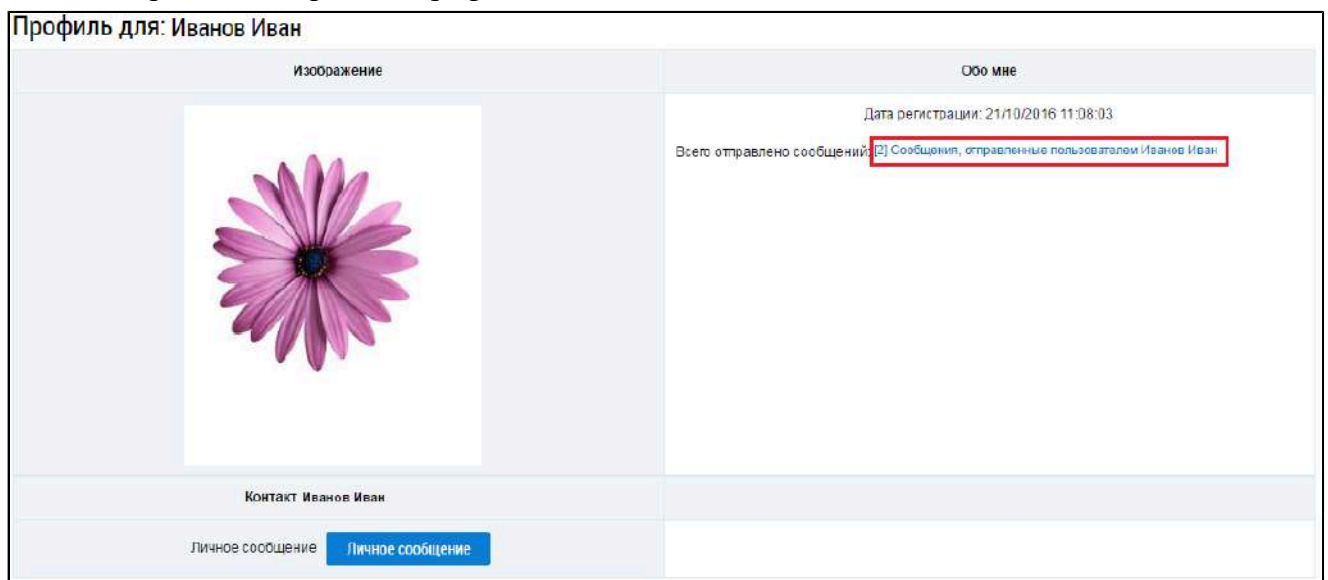 Профиль для: Иванов Иван
Изображение
Обо мне
Дата регистрации: 21/10/2016 11:08:03
Всего отправлено сообщений: [2] Сообщения, отправленные пользователем Иванов Иван
Контакт Иванов Иван
Личное сообщение Личное сообщение